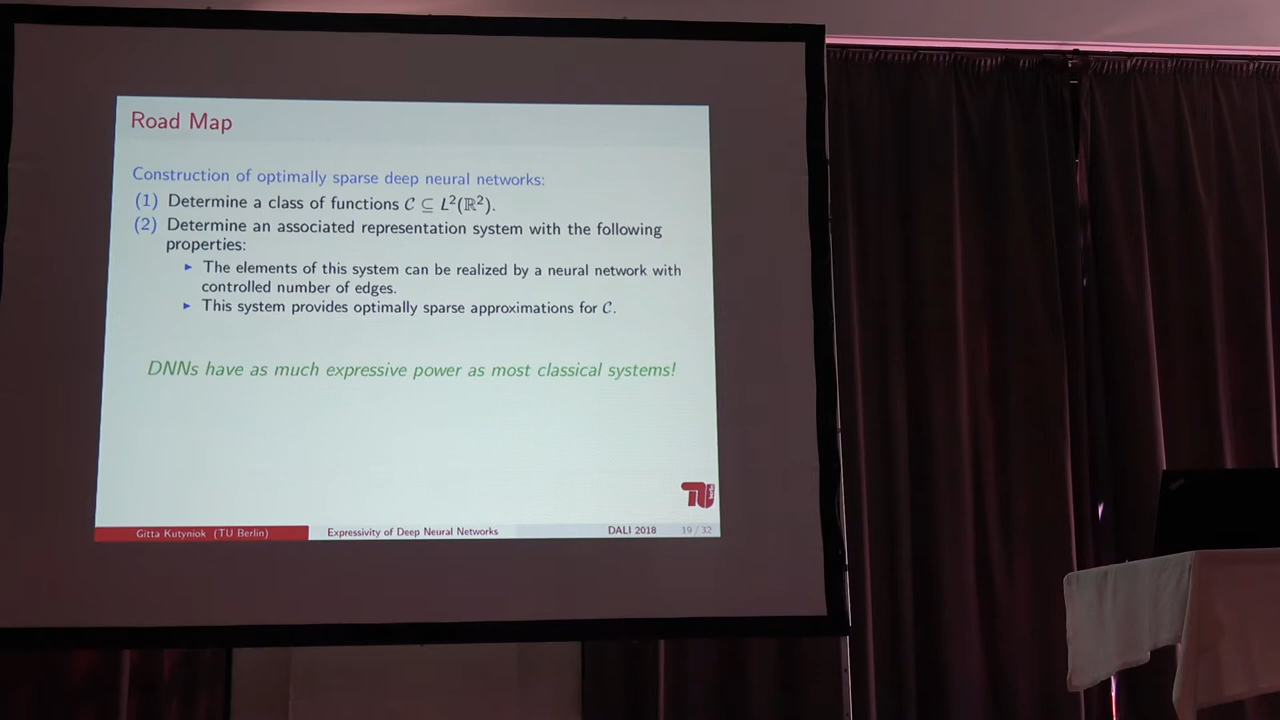 Road Map
Construction of optimally sparse deep neural networks:
(1) Determine a class of functions 𝒞 ⊆ L²(ℝ²).
(2) Determine an associated representation system with the following
properties:
▶ The elements of this system can be realized by a neural network with
controlled number of edges.
▶ This system provides optimally sparse approximations for 𝒞.
DNNs have as much expressive power as most classical systems!
Gitta Kutyniok (TU Berlin) Expressivity of Deep Neural Networks DALI 2018 19 / 32